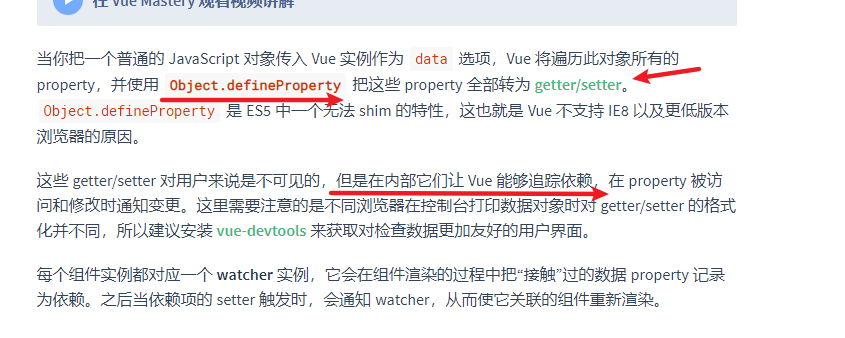 在 Vue Mastery 观看视频讲解
当你把一个普通的 JavaScript 对象传入 Vue 实例作为 data 选项，Vue 将遍历此对象所有的
property，并使用 Object.defineProperty 把这些 property 全部转为 getter/setter。
Object.defineProperty 是 ES5 中一个无法 shim 的特性，这也就是 Vue 不支持 IE8 以及更低版本
浏览器的原因。
这些 getter/setter 对用户来说是不可见的，但是在内部它们让 Vue 能够追踪依赖，在 property 被访
问和修改时通知变更。这里需要注意的是不同浏览器在控制台打印数据对象时对 getter/setter 的格式
化并不同，所以建议安装 vue-devtools 来获取对检查数据更加友好的用户界面。
每个组件实例都对应一个 watcher 实例，它会在组件渲染的过程中把“接触”过的数据 property 记录
为依赖。之后当依赖项的 setter 触发时，会通知 watcher，从而使它关联的组件重新渲染。